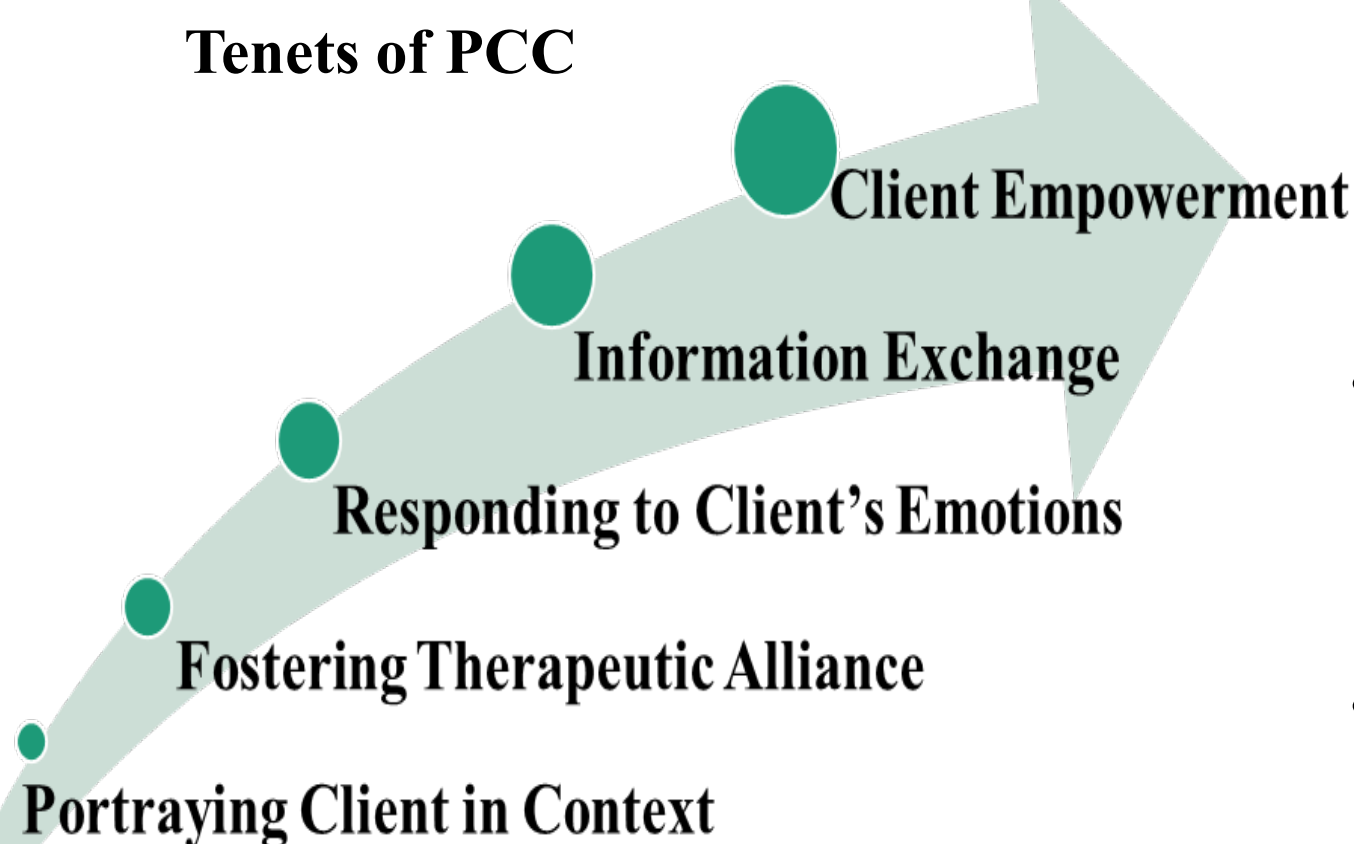 Tenets of PCC
Client Empowerment
Information Exchange
Responding to Client’s Emotions
Fostering Therapeutic Alliance
Portraying Client in Context